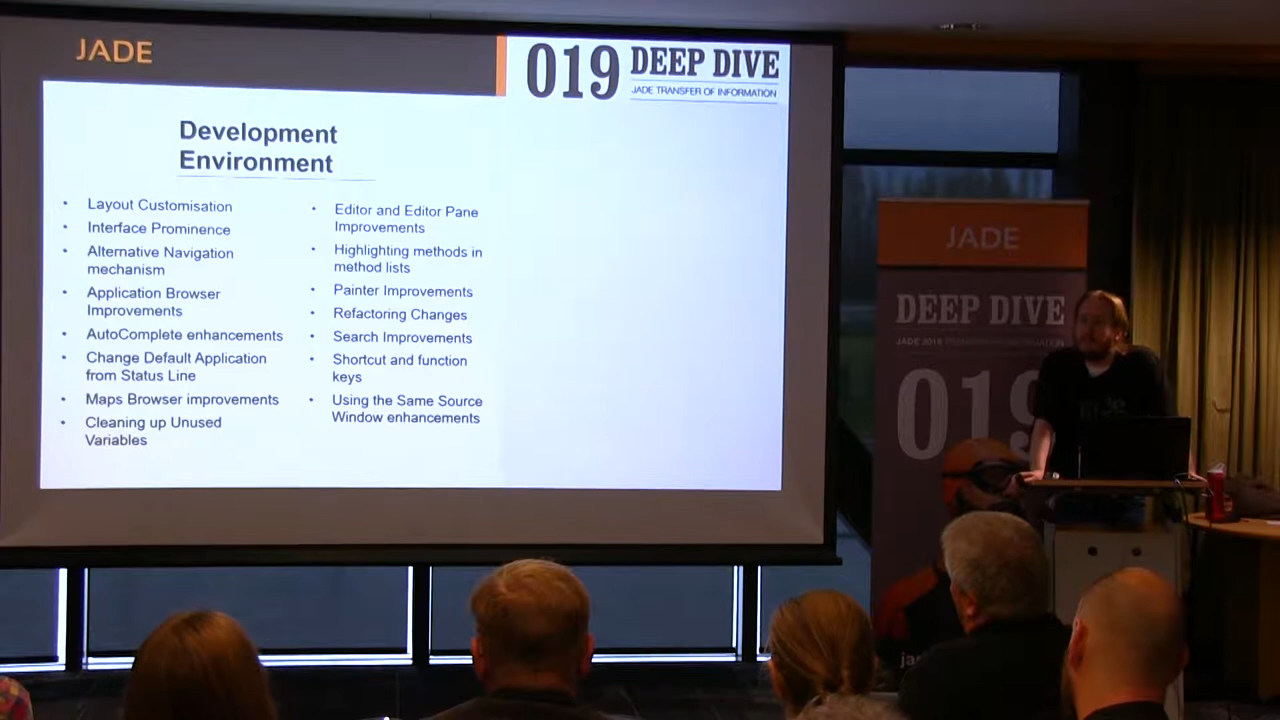 JADE
019 DEEP DIVE
JADE TRANSFER OF INFORMATION
Development
Environment
• Layout Customisation
• Interface Prominence
• Alternative Navigation
mechanism
• Application Browser
Improvements
• AutoComplete enhancements
• Change Default Application
from Status Line
• Maps Browser improvements
• Cleaning up Unused
Variables
• Editor and Editor Pane
Improvements
• Highlighting methods in
method lists
• Painter Improvements
• Refactoring Changes
• Search Improvements
• Shortcut and function
keys
• Using the Same Source
Window enhancements
JADE
DEEP DIVE
JADE 2018
019